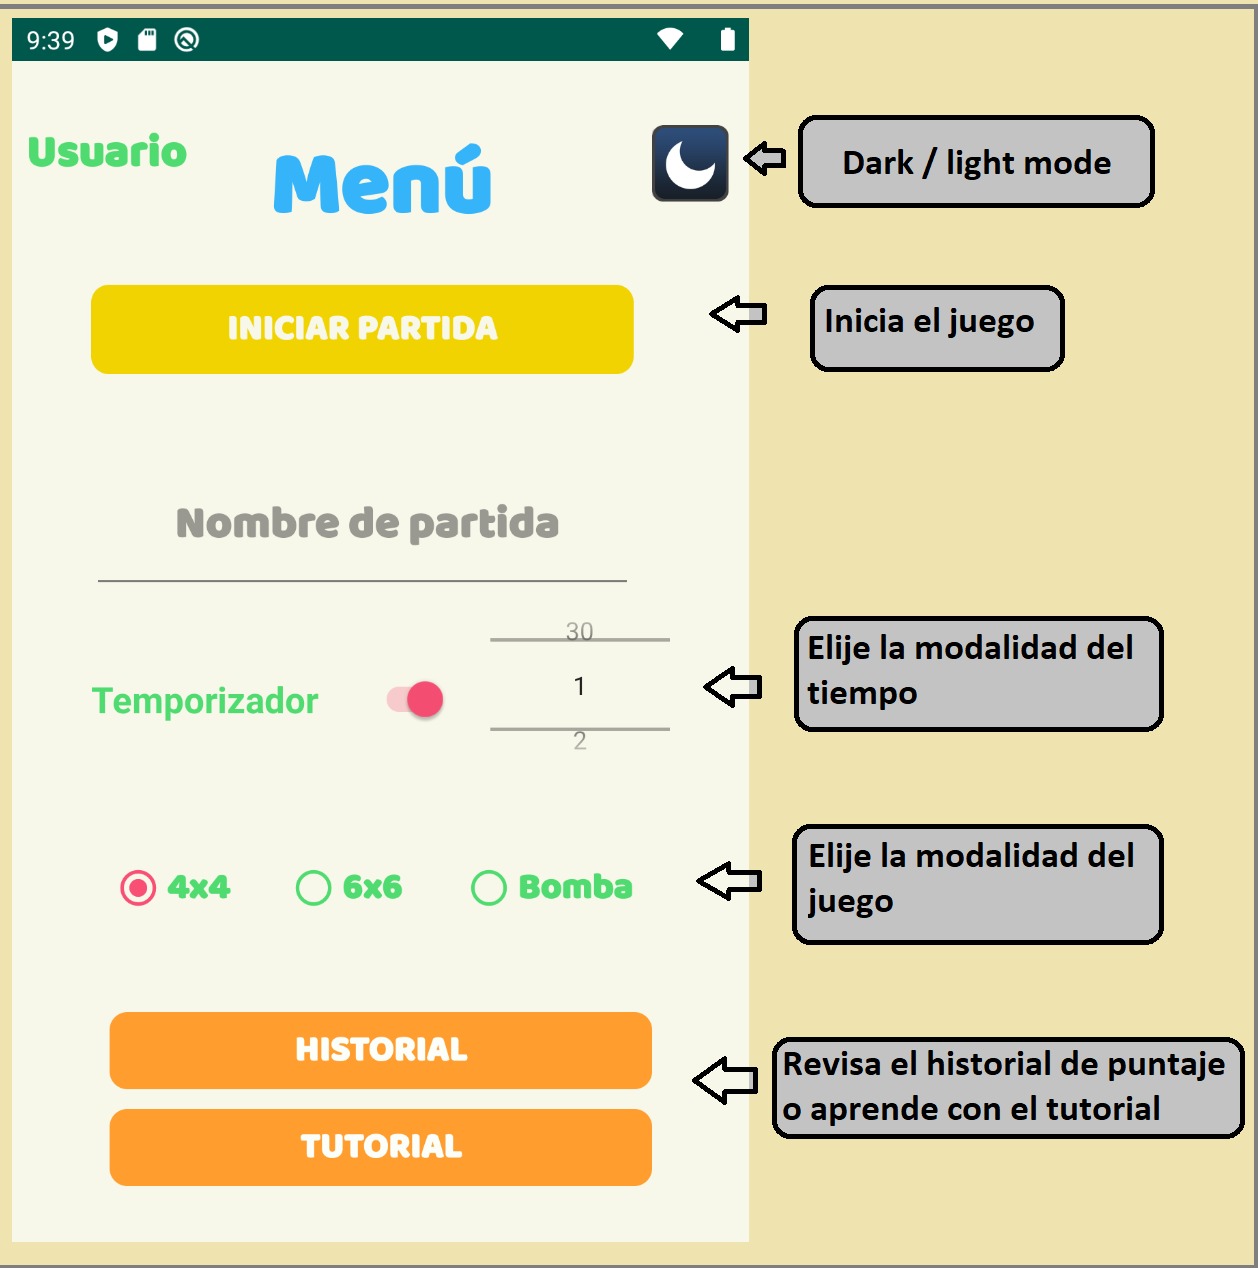 9:39
Usuario
Menú
Dark / light mode
INICIAR PARTIDA
Inicia el juego
Nombre de partida
30
1
2
Temporizador
Elije la modalidad del
tiempo
4x4
6x6
Bomba
Elije la modalidad del
juego
HISTORIAL
TUTORIAL
Revisa el historial de puntaje
o aprende con el tutorial